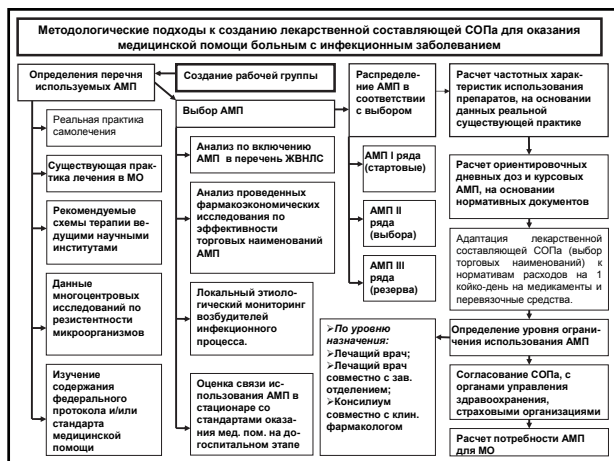 Методологические подходы к созданию лекарственной составляющей СОПа для оказания
медицинской помощи больным с инфекционным заболеванием
Определения перечня
используемых АМП
Реальная практика
самолечения
Существующая прак-
тика лечения в МО
Рекомендуемые
схемы терапии ве-
дущими научными
институтами
Данные
многоцентровых
исследований по
резистентности
микроорганизмов
Изучение
содержания
федерального
протокола и/или
стандарта
медицинской
помощи
Создание рабочей группы
Выбор АМП
Анализ по включению
АМП в перечень ЖВНЛС
Анализ проведенных
фармакоэкономических
исследования по
эффективности
торговых наименований
АМП
Локальный этио-
логический мониторинг
возбудителей
инфекционного
процесса.
Оценка связи ис-
пользования АМП в
стационаре со
стандартами оказа-
ния мед. пом. на до-
госпитальном этапе
Распределе-
ние АМП в
соответствии
с выбором
АМП I ряда
(стартовые)
АМП II
ряда
(выбора)
АМП III
ряда
(резерва)
➢По уровню
назначения:
➢Лечащий врач;
➢Лечащий врач
совместно с зав.
отделением;
➢Консилиум
совместно с клин.
фармакологом
Расчет частотных харак-
теристик использования
препаратов, на основании
данных реальной
существующей практике
Расчет ориентировочных
дневных доз и курсовых
АМП, на основании
нормативных документов
Адаптация лекарственной
составляющей СОПа (выбор
торговых наименований) к
нормативам расходов на 1
койко-день на медикаменты и
перевязочные средства.
Определение уровня ограни-
чения использования АМП
Согласование СОПа, с
органами управления
здравоохранения,
страховыми организациями
Расчет потребности АМП
для МО